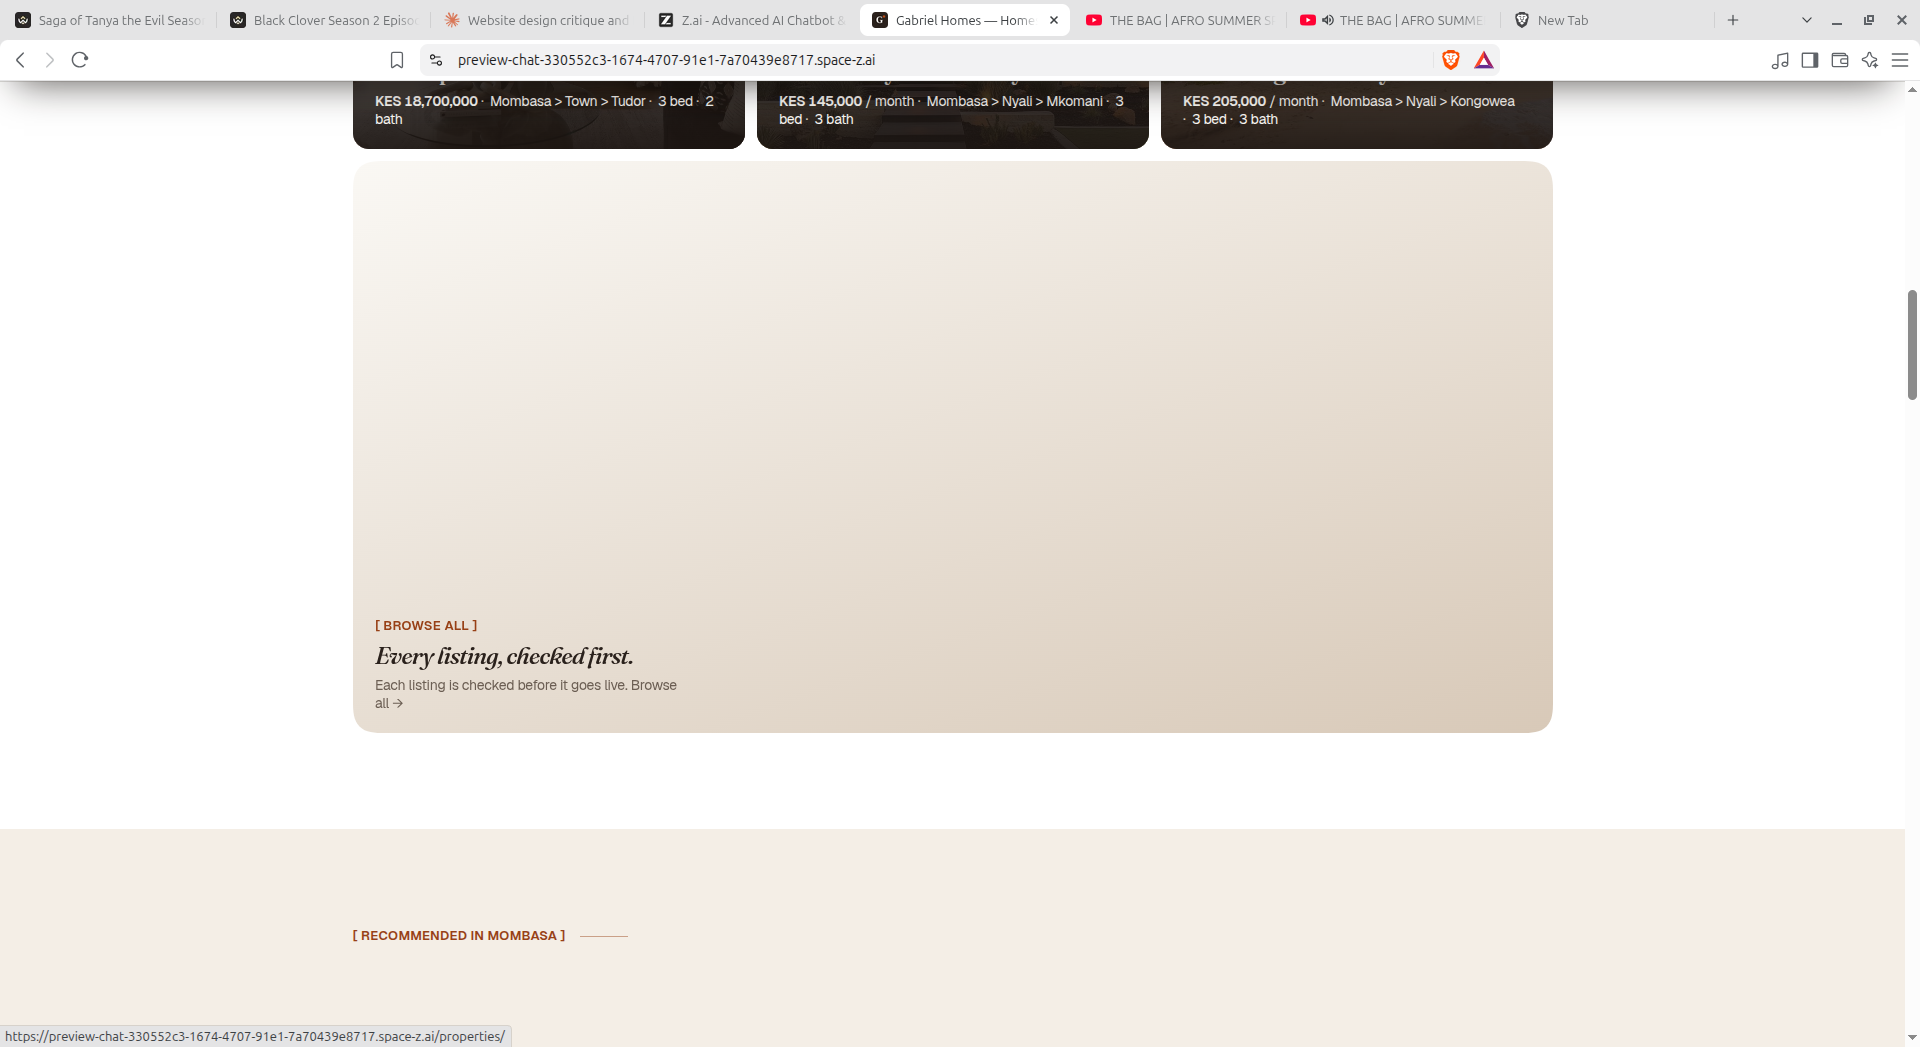 Saga of Tanya the Evil Seaso
Black Clover Season 2 Episo
Website design critique and
Z.ai - Advanced AI Chatbot &
Gabriel Homes — Home
THE BAG | AFRO SUMMER S
THE BAG | AFRO SUMME
New Tab
preview-chat-330552c3-1674-4707-91e1-7a70439e8717.space-z.ai
KES 18,700,000 · Mombasa > Town > Tudor · 3 bed · 2
bath
KES 145,000 / month · Mombasa > Nyali > Mkomani · 3
bed · 3 bath
KES 205,000 / month · Mombasa > Nyali > Kongowea
· 3 bed · 3 bath
[ BROWSE ALL ]
Every listing, checked first.
Each listing is checked before it goes live. Browse
all →
[ RECOMMENDED IN MOMBASA ]
https://preview-chat-330552c3-1674-4707-91e1-7a70439e8717.space-z.ai/properties/